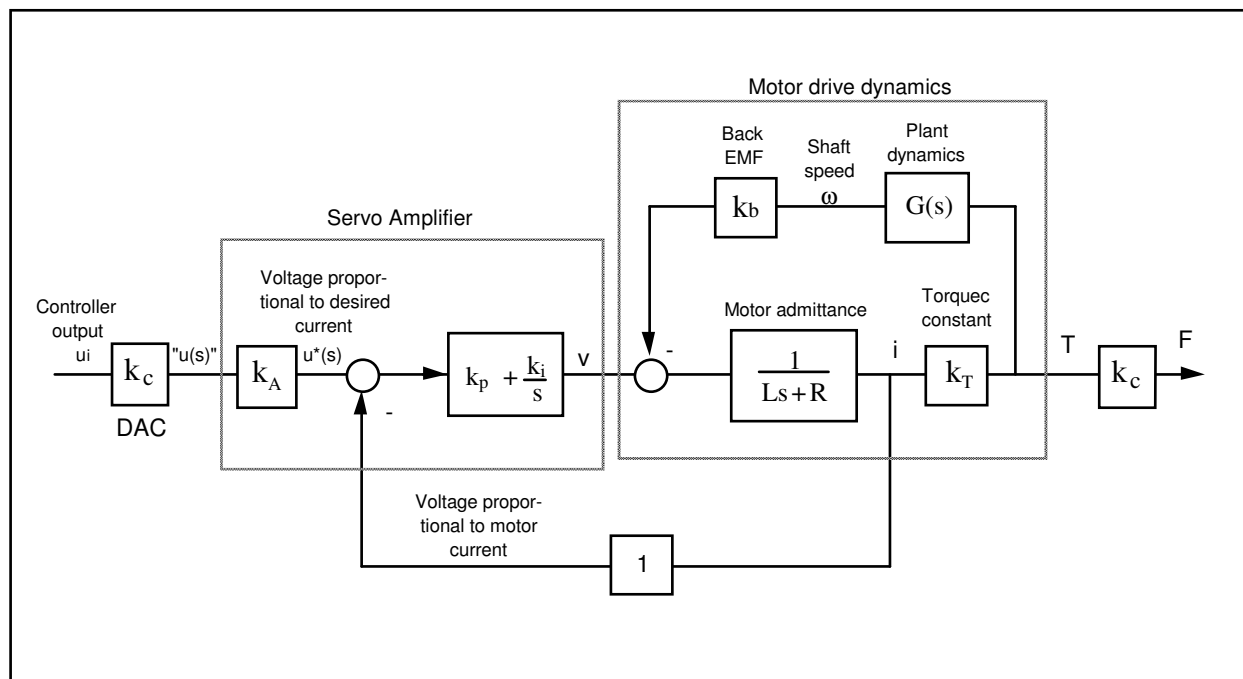 Motor drive dynamics
Back
EMF
Shaft
speed
ω
Plant
dynamics
kb
G(s)
Servo Amplifier
Controller
output
ui
Voltage propor-
tional to desired
current
"u(s)"
u*(s)
kc
DAC
kA
-
kp + ki/s
v
-
Motor admittance
1
Ls+R
i
Torquec
constant
kT
T
kc
F
Voltage propor-
tional to motor
current
1